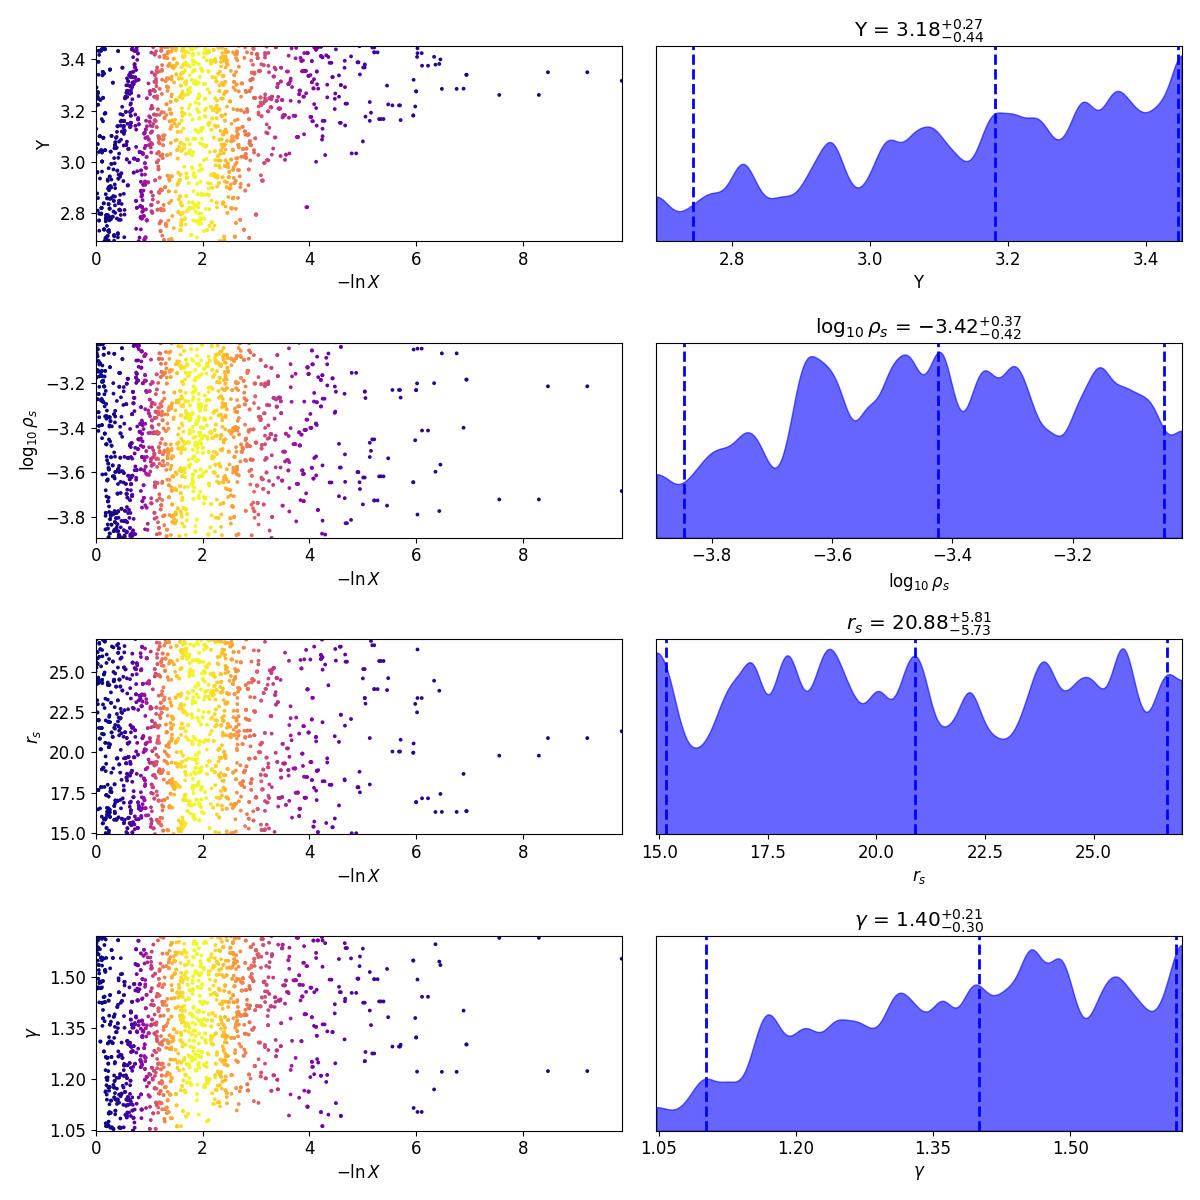 Y = 3.18+0.27−0.44
3.4
3.2
3.0
2.8
Y
0 2 4 6 8
−ln X
2.8 3.0 3.2 3.4
Y
log10 ρs = −3.42+0.37−0.42
−3.2
−3.4
−3.6
−3.8
log10 ρs
0 2 4 6 8
−ln X
−3.8 −3.6 −3.4 −3.2
log10 ρs
rs = 20.88+5.81−5.73
25.0
22.5
20.0
17.5
15.0
rs
0 2 4 6 8
−ln X
15.0 17.5 20.0 22.5 25.0
rs
γ = 1.40+0.21−0.30
1.50
1.35
1.20
1.05
γ
0 2 4 6 8
−ln X
1.05 1.20 1.35 1.50
γ